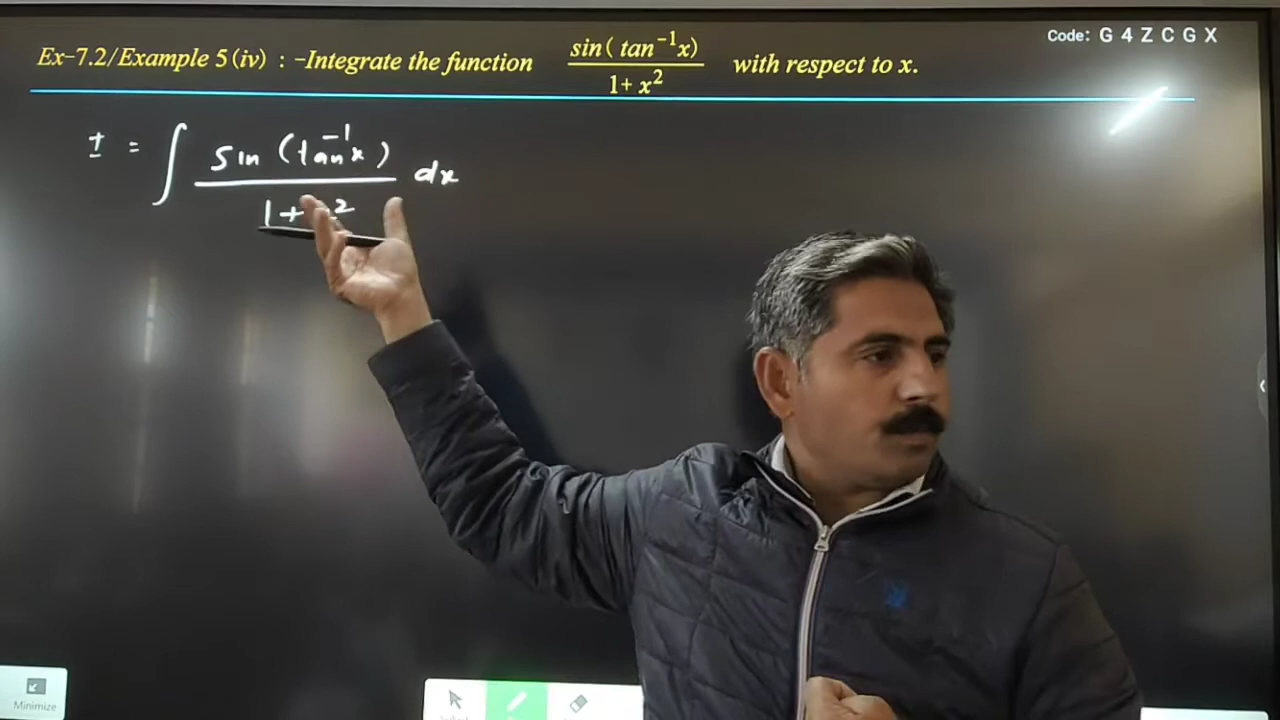 Code: G 4 Z C G X
Ex-7.2/Example 5(iv) : -Integrate the function sin( tan⁻¹x) / 1+ x² with respect to x.
I = ∫ sin (tan⁻¹x) / 1+ ² dx
Minimize